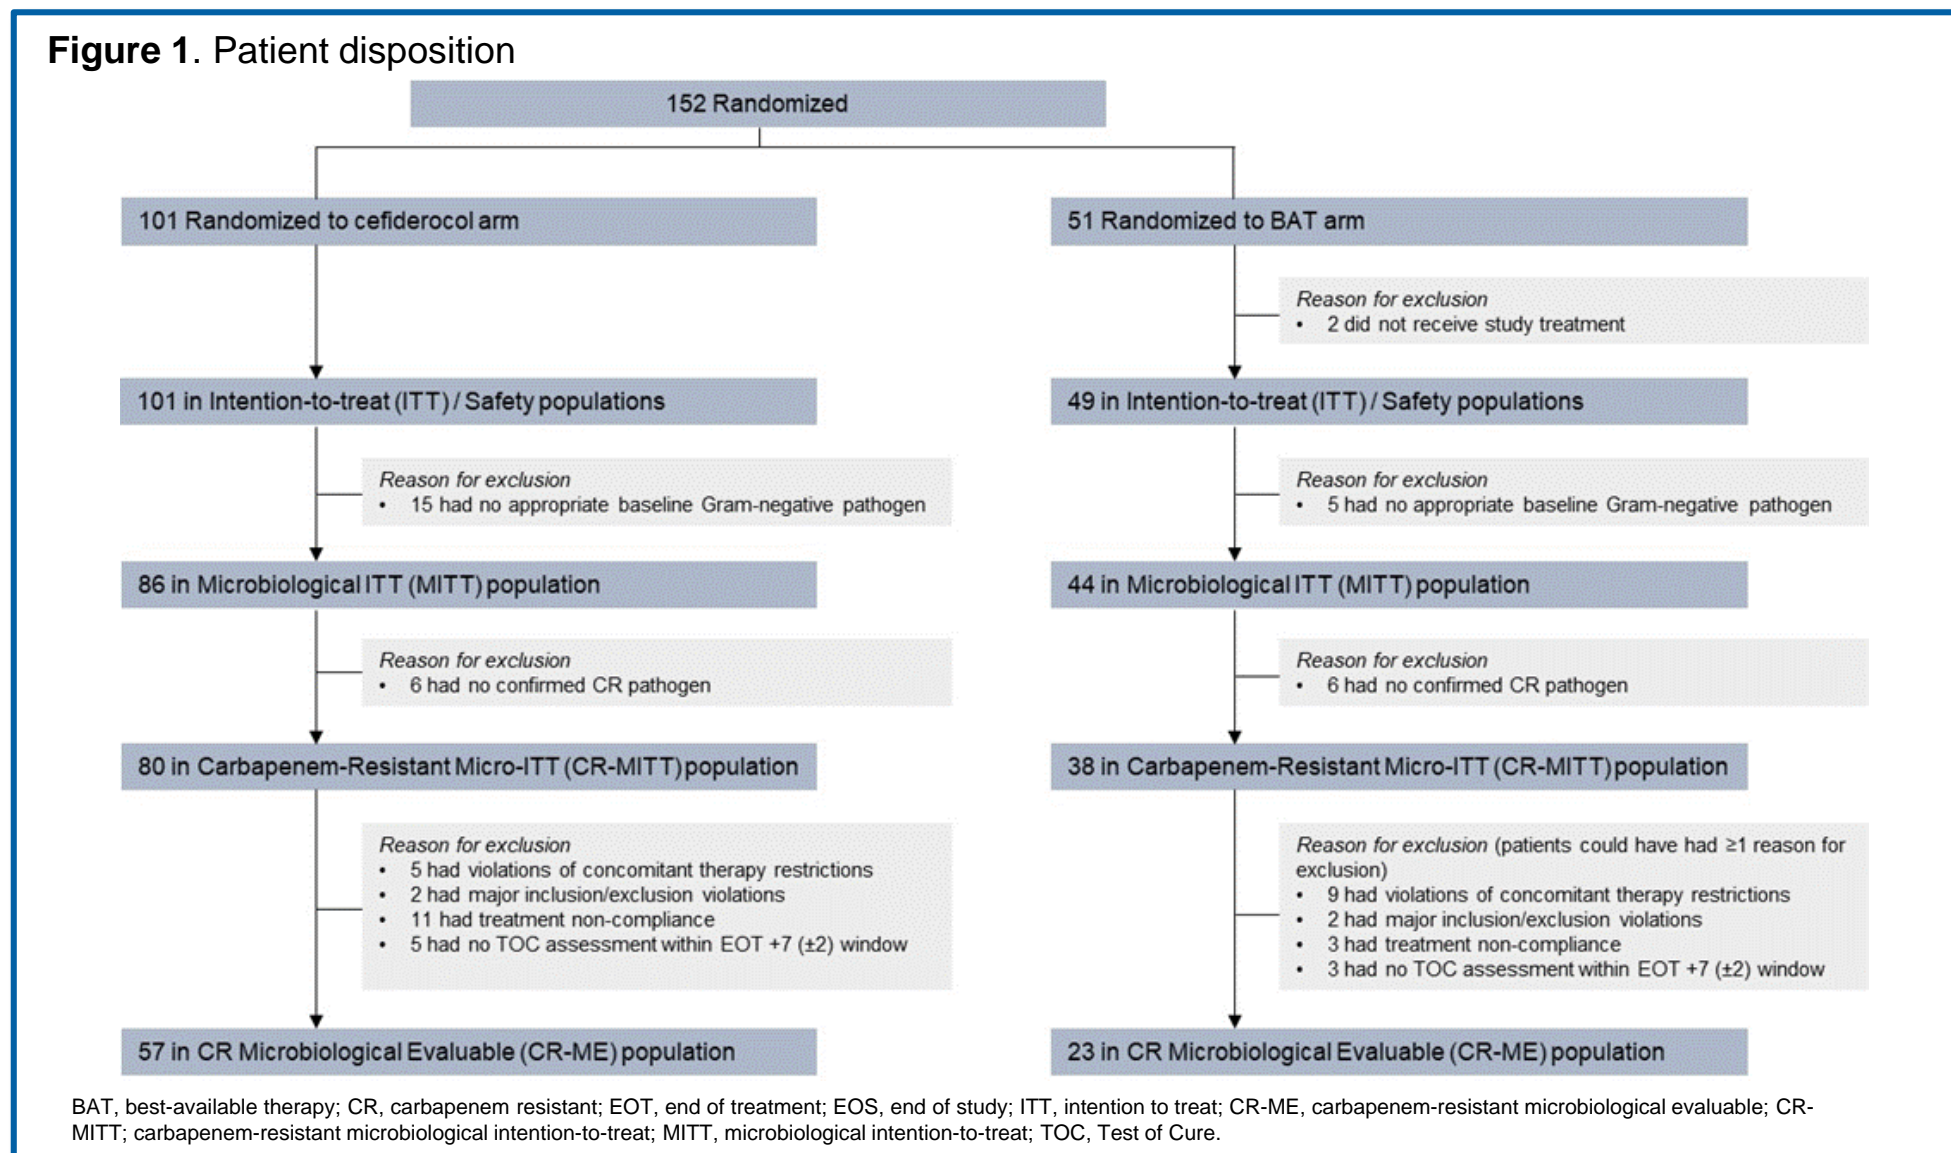 Figure 1. Patient disposition
152 Randomized
101 Randomized to cefiderocol arm
51 Randomized to BAT arm
Reason for exclusion
• 2 did not receive study treatment
101 in Intention-to-treat (ITT) / Safety populations
49 in Intention-to-treat (ITT) / Safety populations
Reason for exclusion
• 15 had no appropriate baseline Gram-negative pathogen
Reason for exclusion
• 5 had no appropriate baseline Gram-negative pathogen
86 in Microbiological ITT (MITT) population
44 in Microbiological ITT (MITT) population
Reason for exclusion
• 6 had no confirmed CR pathogen
Reason for exclusion
• 6 had no confirmed CR pathogen
80 in Carbapenem-Resistant Micro-ITT (CR-MITT) population
38 in Carbapenem-Resistant Micro-ITT (CR-MITT) population
Reason for exclusion
• 5 had violations of concomitant therapy restrictions
• 2 had major inclusion/exclusion violations
• 11 had treatment non-compliance
• 5 had no TOC assessment within EOT +7 (±2) window
Reason for exclusion (patients could have had ≥1 reason for
exclusion)
• 9 had violations of concomitant therapy restrictions
• 2 had major inclusion/exclusion violations
• 3 had treatment non-compliance
• 3 had no TOC assessment within EOT +7 (±2) window
57 in CR Microbiological Evaluable (CR-ME) population
23 in CR Microbiological Evaluable (CR-ME) population
BAT, best-available therapy; CR, carbapenem resistant; EOT, end of treatment; EOS, end of study; ITT, intention to treat; CR-ME, carbapenem-resistant microbiological evaluable; CR-
MITT; carbapenem-resistant microbiological intention-to-treat; MITT, microbiological intention-to-treat; TOC, Test of Cure.